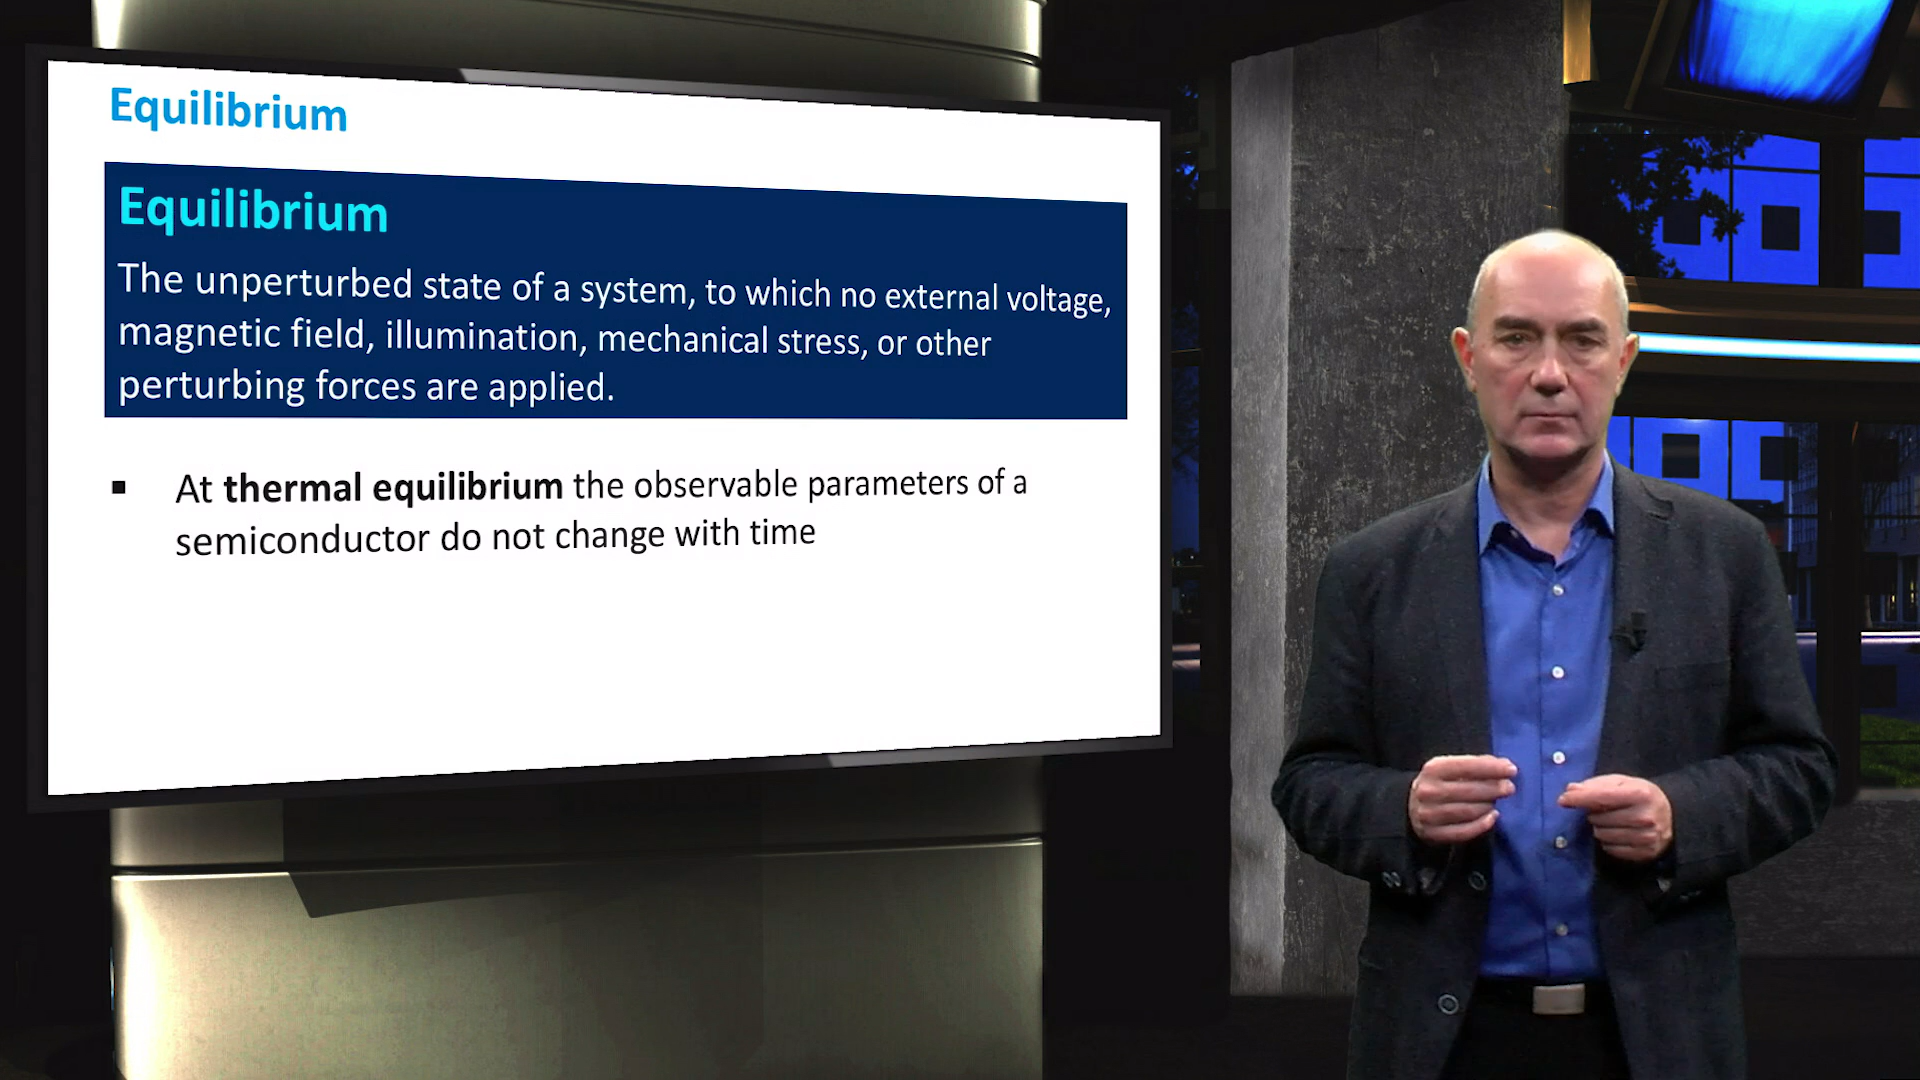 Equilibrium
Equilibrium
The unperturbed state of a system, to which no external voltage,
magnetic field, illumination, mechanical stress, or other
perturbing forces are applied.
▪ At thermal equilibrium the observable parameters of a
semiconductor do not change with time